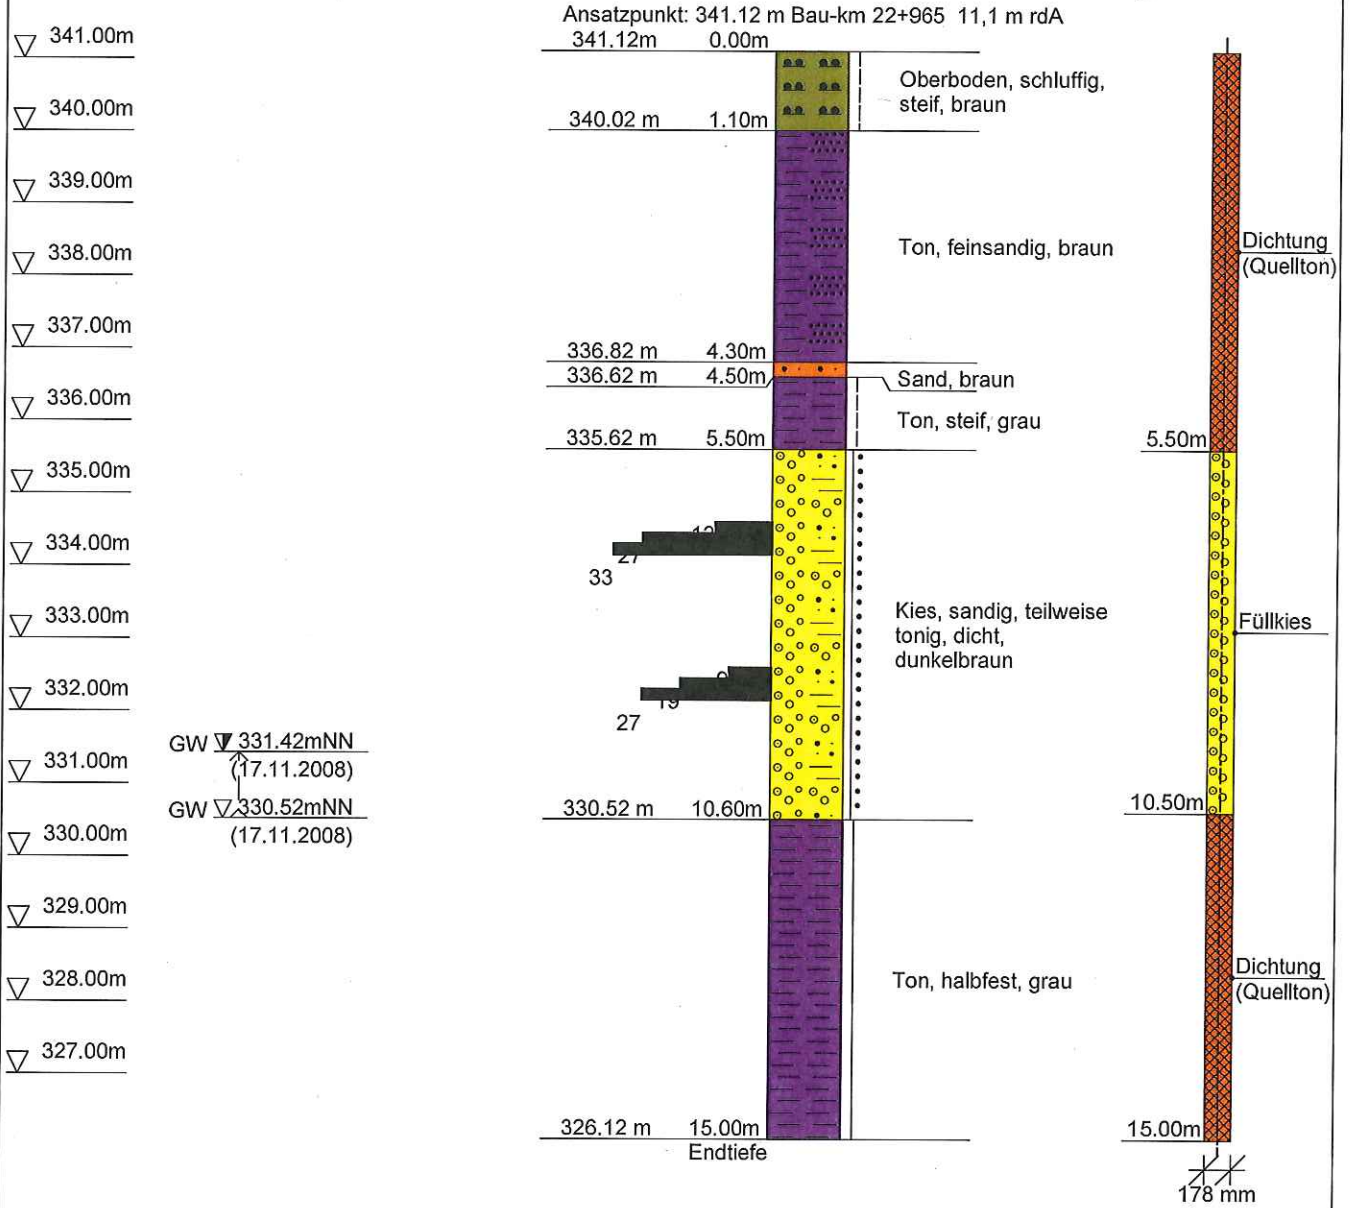 Ansatzpunkt: 341.12 m Bau-km 22+965 11,1 m rdA
341.00m
341.12m 0.00m
Oberboden, schluffig,
steif, braun
340.00m
340.02 m 1.10m
339.00m
338.00m
Ton, feinsandig, braun
Dichtung
(Quellton)
337.00m
336.82 m 4.30m
336.62 m 4.50m
Sand, braun
336.00m
Ton, steif, grau
335.62 m 5.50m
5.50m
335.00m
334.00m
27
33
333.00m
Kies, sandig, teilweise
tonig, dicht,
dunkelbraun
Füllkies
332.00m
19
27
GW 331.42mNN
(17.11.2008)
331.00m
GW 330.52mNN
(17.11.2008)
330.52 m 10.60m
10.50m
330.00m
329.00m
328.00m
Ton, halbfest, grau
Dichtung
(Quellton)
327.00m
326.12 m 15.00m
Endtiefe
15.00m
178 mm